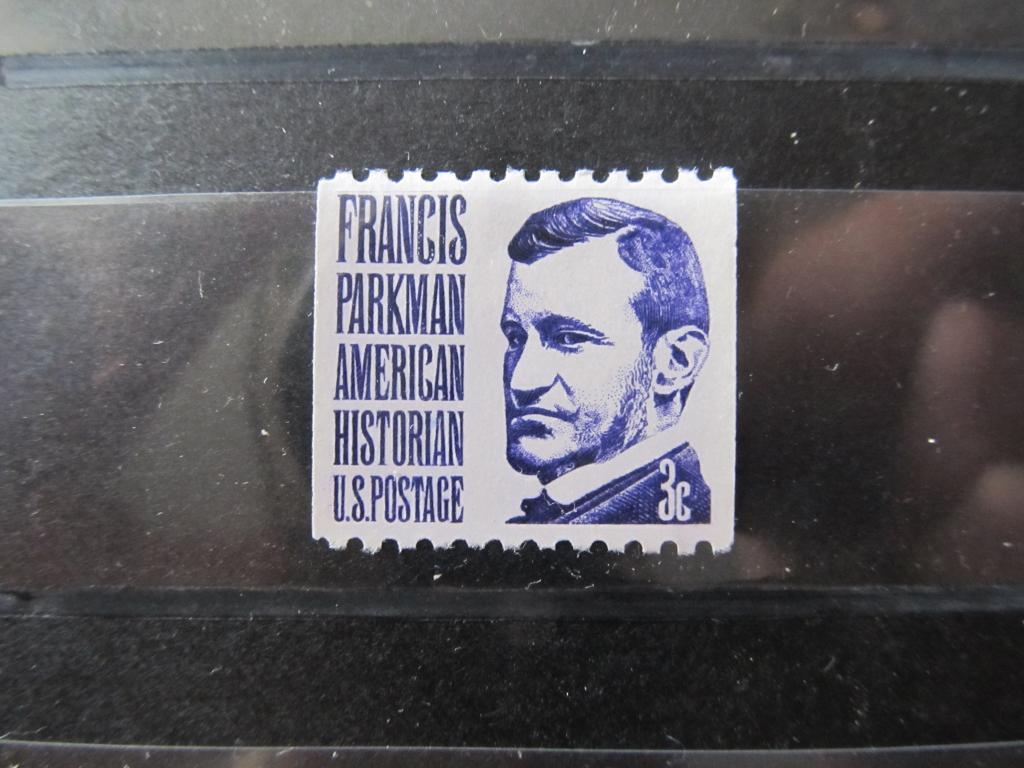 FRANCIS
PARKMAN
AMERICAN
HISTORIAN
U.S.POSTAGE
3c